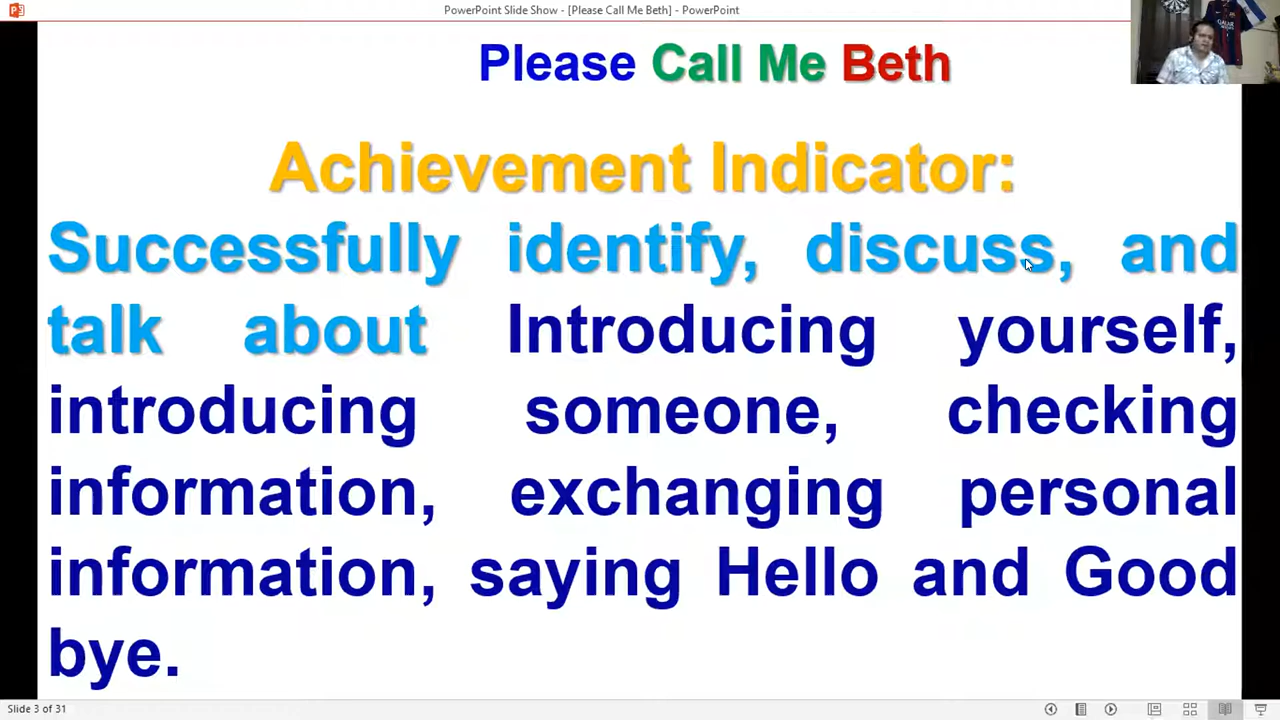 PowerPoint Slide Show - [Please Call Me Beth] - PowerPoint
Please Call Me Beth
Achievement Indicator:
Successfully identify, discuss, and
talk about Introducing yourself,
introducing someone, checking
information, exchanging personal
information, saying Hello and Good
bye.
Slide 3 of 31